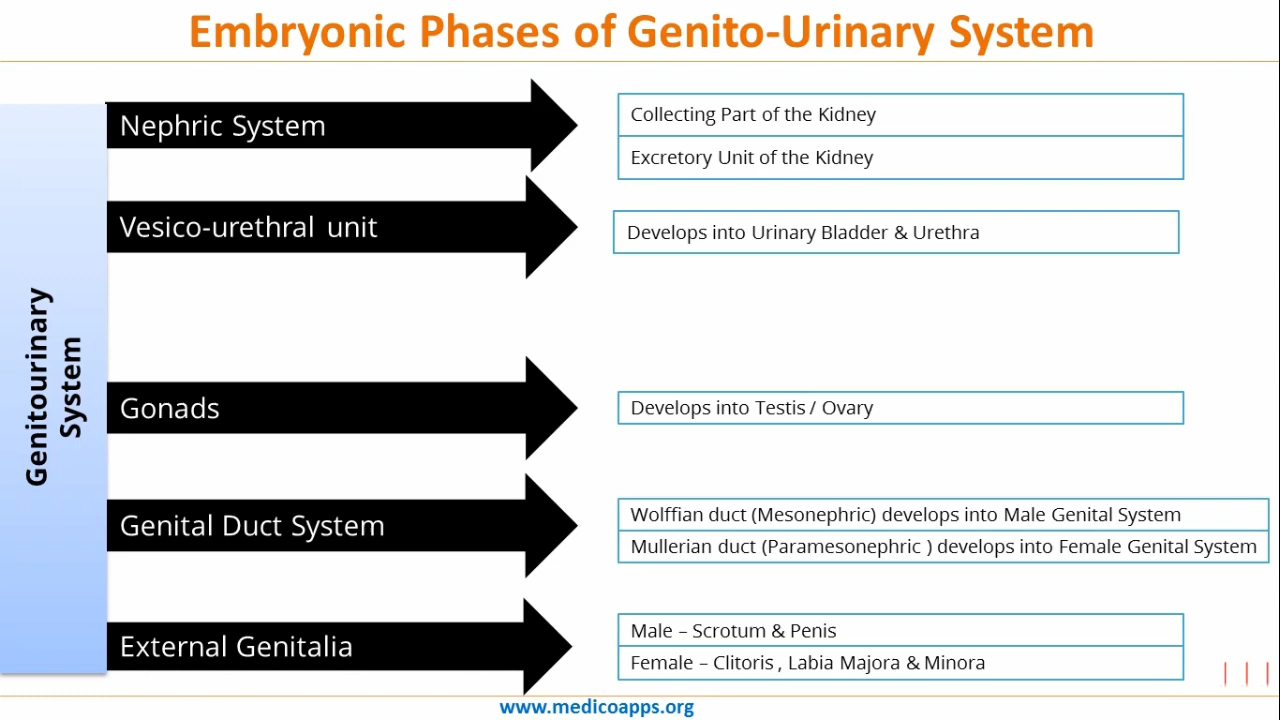 Embryonic Phases of Genito-Urinary System
Genitourinary
System
Nephric System
Collecting Part of the Kidney
Excretory Unit of the Kidney
Vesico-urethral unit
Develops into Urinary Bladder & Urethra
Gonads
Develops into Testis / Ovary
Genital Duct System
Wolffian duct (Mesonephric) develops into Male Genital System
Mullerian duct (Paramesonephric ) develops into Female Genital System
External Genitalia
Male – Scrotum & Penis
Female – Clitoris , Labia Majora & Minora
www.medicoapps.org